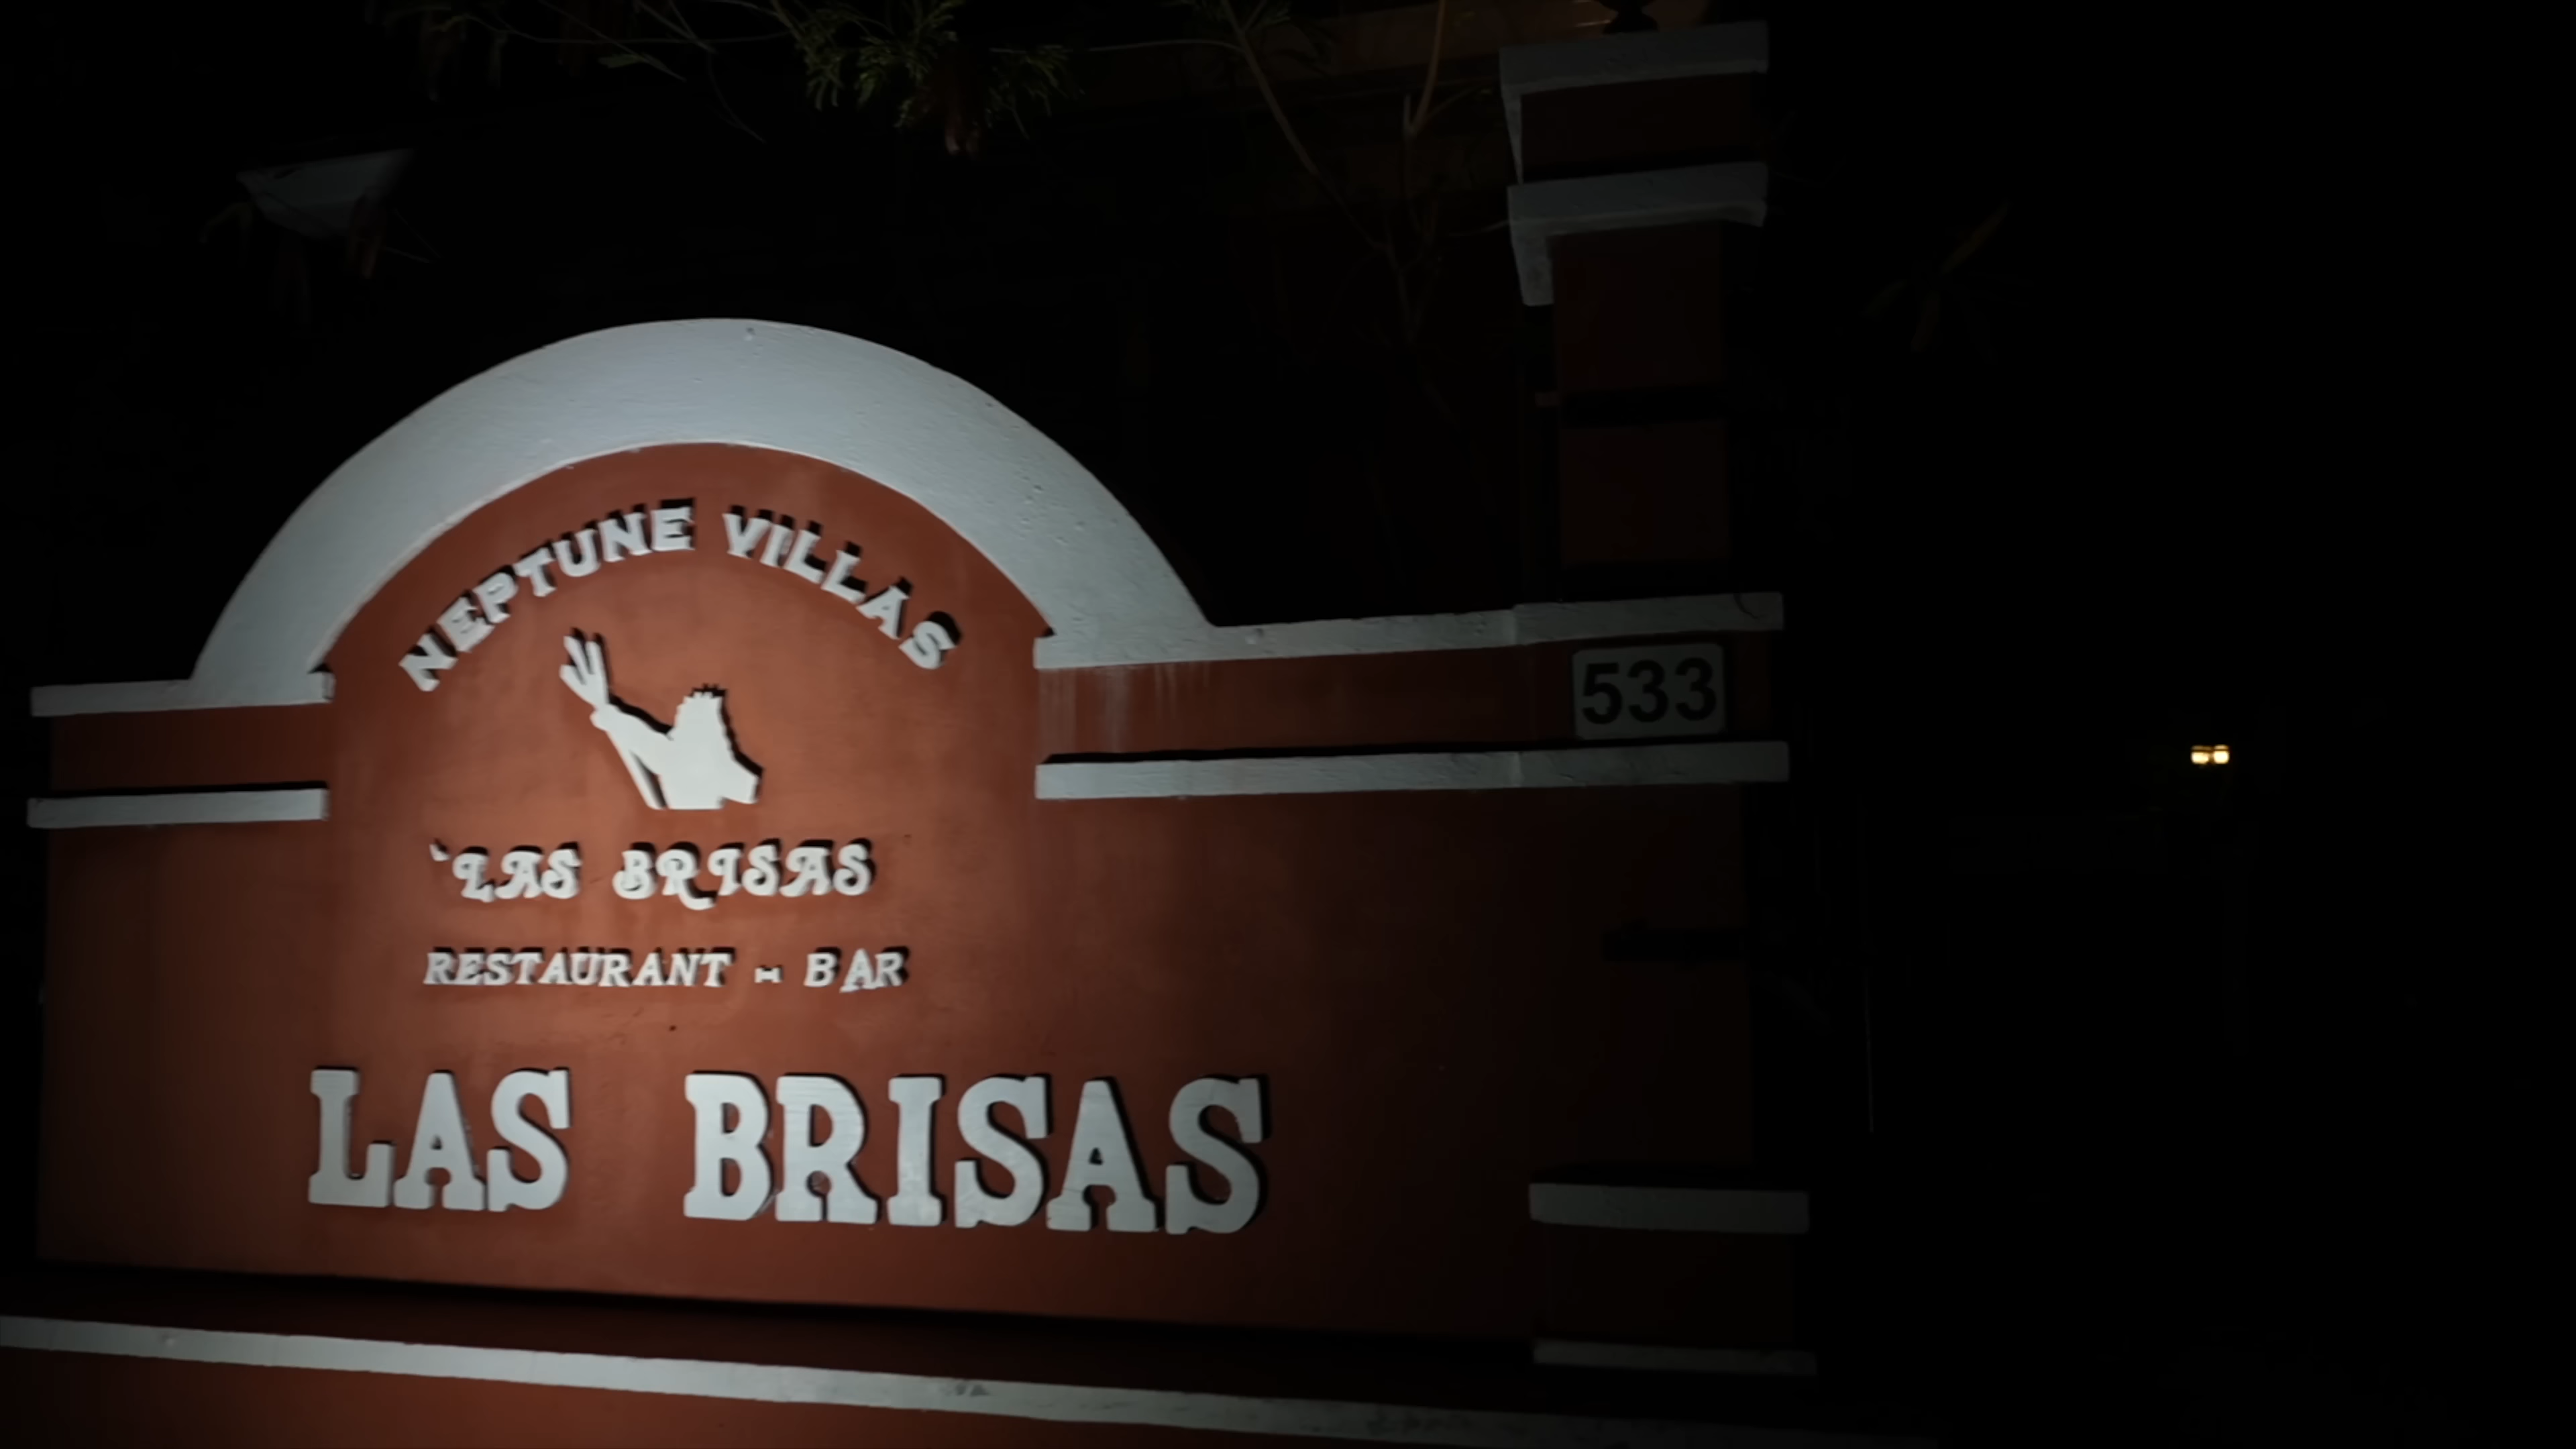 NEPTUNE VILLAS
'LAS BRISAS
RESTAURANT - BAR
LAS BRISAS
533